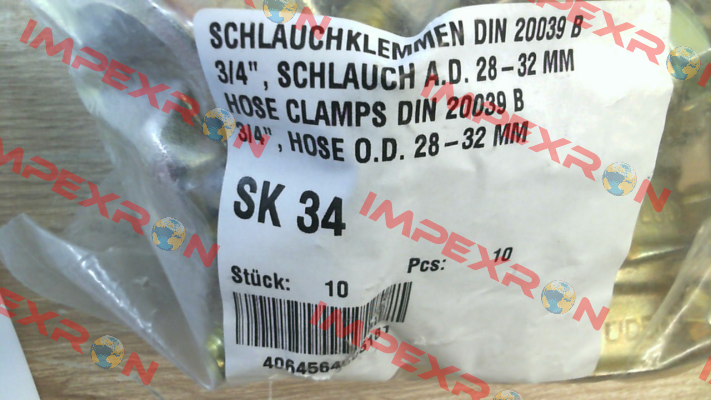 SCHLAUCHKLEMMEN DIN 20039 B
3/4", SCHLAUCH A.D. 28-32 MM
HOSE CLAMPS DIN 20039 B
3/4", HOSE O.D. 28-32 MM
SK 34
Stück: 10 Pcs: 10
IMPEXRON